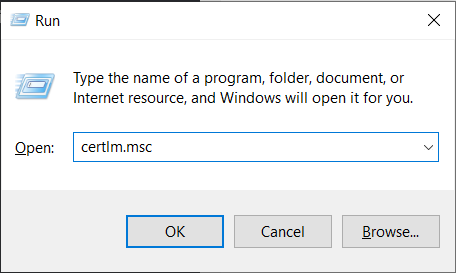 Run
Type the name of a program, folder, document, or
Internet resource, and Windows will open it for you.
Open:
certlm.msc
OK
Cancel
Browse...